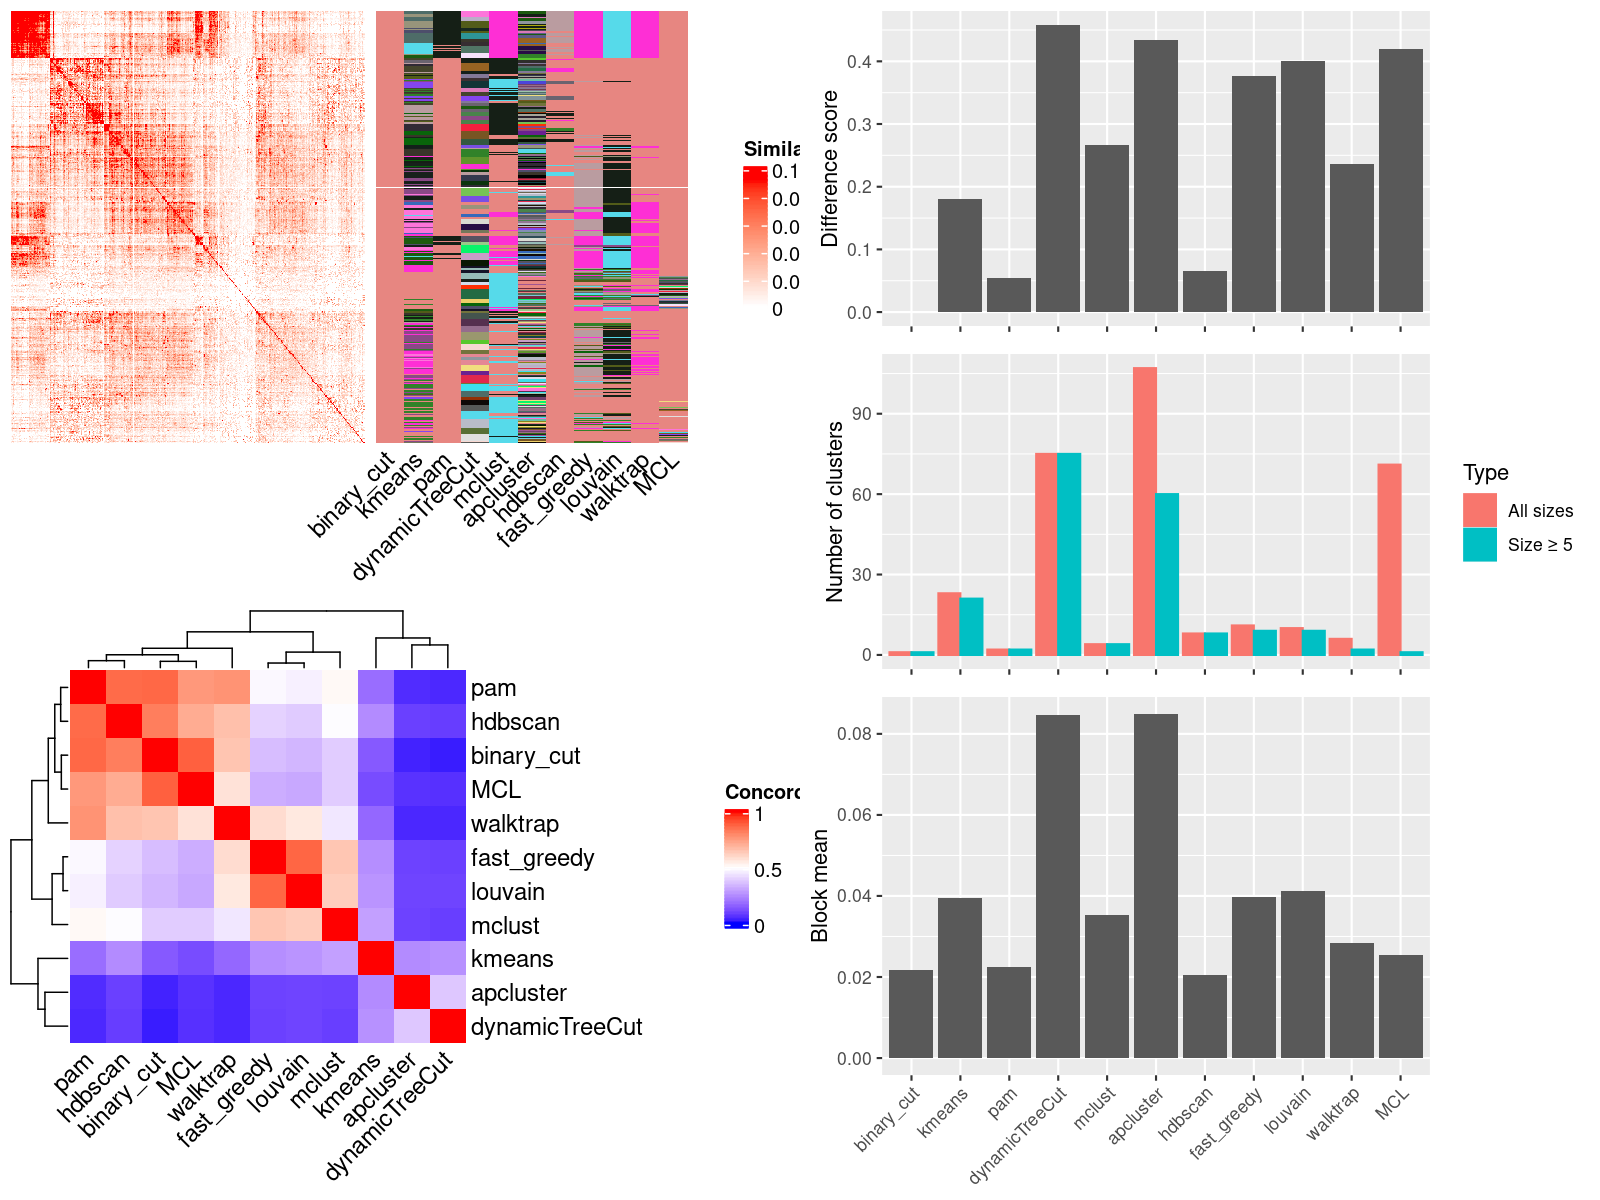 Simila
0.1
0.0
0.0
0.0
0.0
0
binary_cut
kmeans
pam
dynamicTreeCut
mclust
apcluster
hdbscan
fast_greedy
louvain
walktrap
MCL
pam
hdbscan
binary_cut
MCL
walktrap
fast_greedy
louvain
mclust
kmeans
apcluster
dynamicTreeCut
pam
hdbscan
binary_cut
MCL
walktrap
fast_greedy
louvain
mclust
kmeans
apcluster
dynamicTreeCut
Concord
1
0.5
0
Difference score
0.4
0.3
0.2
0.1
0.0
Number of clusters
90
60
30
0
Type
All sizes
Size ≥ 5
Block mean
0.08
0.06
0.04
0.02
0.00
binary_cut
kmeans
pam
dynamicTreeCut
mclust
apcluster
hdbscan
fast_greedy
louvain
walktrap
MCL